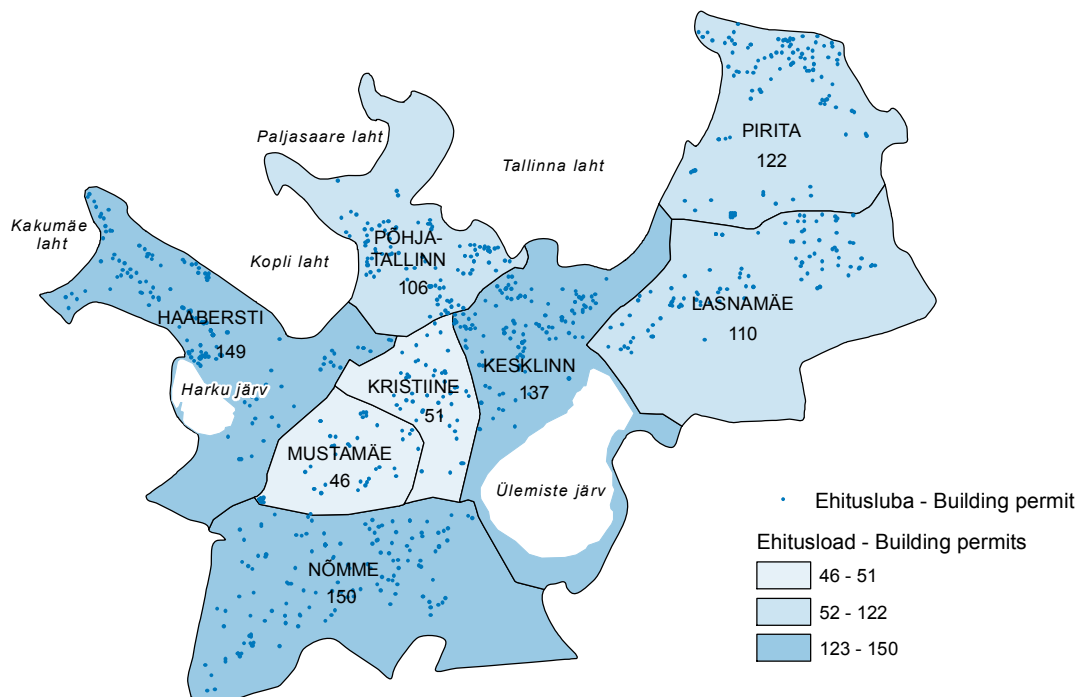 PIRITA
122
Paljasaare laht
Tallinna laht
Kakumäe
laht
Kopli laht
PÕHJA-
TALLINN
106
HAABERSTI
149
LASNAMÄE
110
KESKLINN
137
KRISTIINE
51
Harku järv
MUSTAMÄE
46
Ülemiste järv
NÕMME
150
Ehitusluba - Building permit
Ehitusload - Building permits
46 - 51
52 - 122
123 - 150